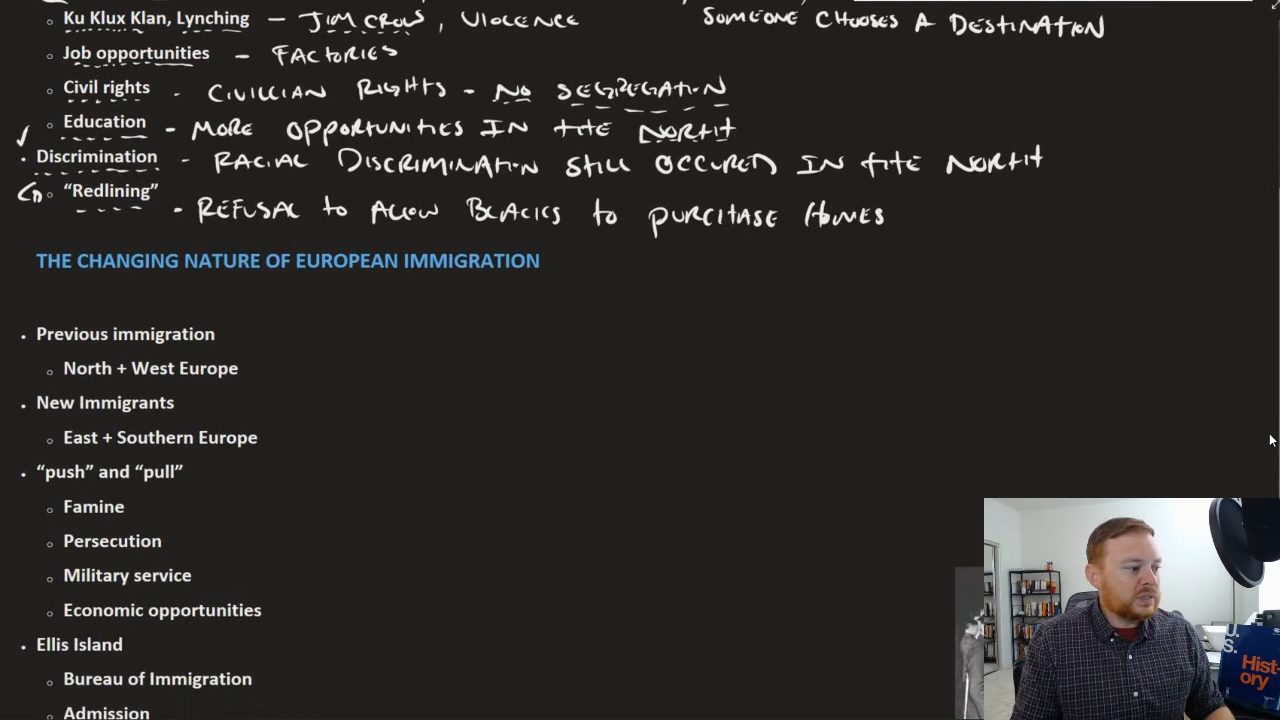 Ku Klux Klan, Lynching - JIM CROW, VIOLENCE
SOMEONE CHOOSES A DESTINATION
Job opportunities - FACTORIES
Civil rights - CIVILLIAN RIGHTS - NO SEGREGATION
Education - MORE OPPORTUNITIES IN THE NORTH
Discrimination - RACIAL DISCRIMINATION STILL OCCURED IN THE NORTH
“Redlining”
- REFUSAL TO ALLOW BLACKS TO PURCHASE HOMES
THE CHANGING NATURE OF EUROPEAN IMMIGRATION
Previous immigration
North + West Europe
New Immigrants
East + Southern Europe
“push” and “pull”
Famine
Persecution
Military service
Economic opportunities
Ellis Island
Bureau of Immigration
Admission
U.
S.
Hist-
ory